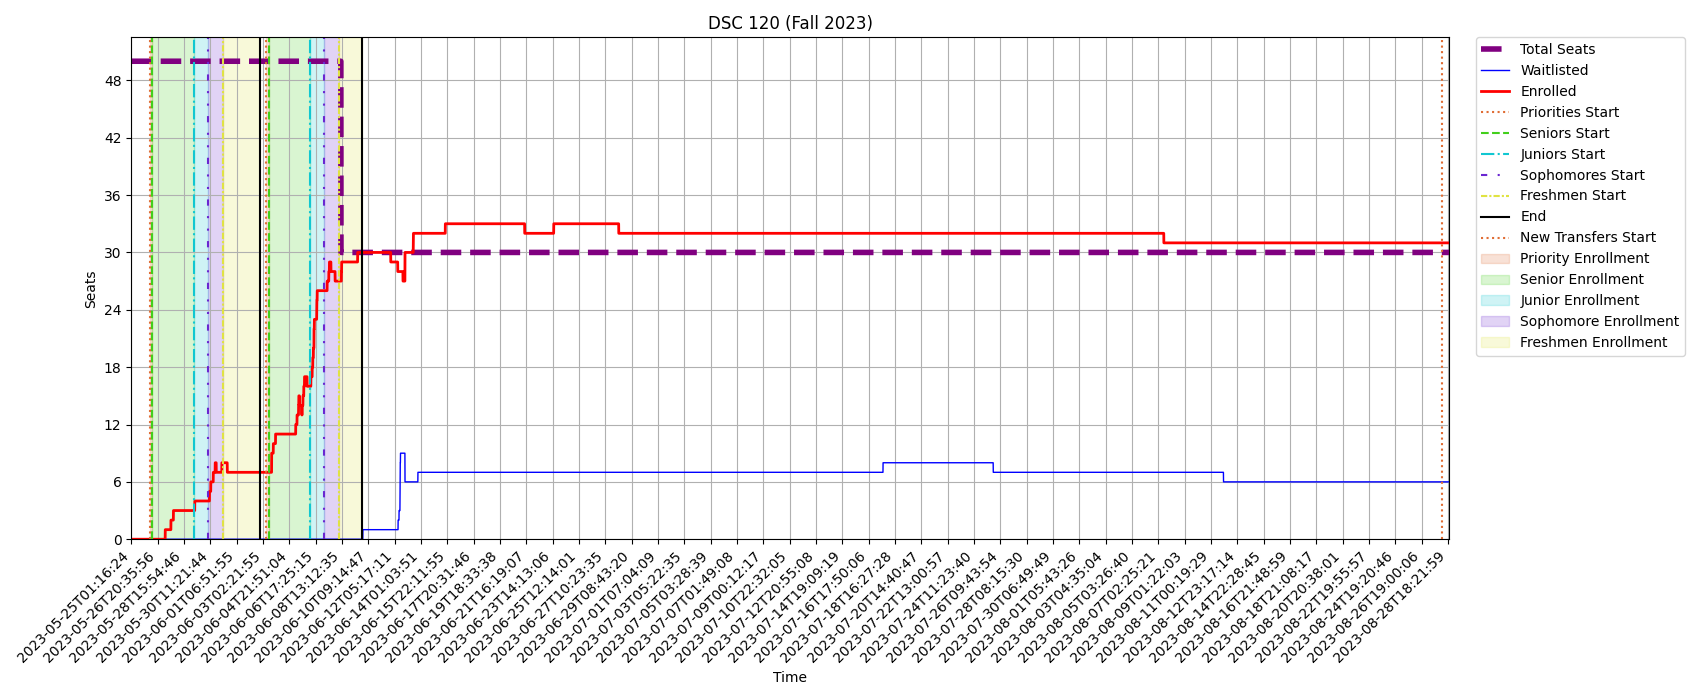 DSC 120 (Fall 2023)
Seats
48
42
36
30
24
18
12
6
0
2023-05-25T01:16:24
2023-05-26T20:35:56
2023-05-28T15:54:46
2023-05-30T11:21:44
2023-06-01T06:51:55
2023-06-03T02:21:55
2023-06-04T21:51:04
2023-06-06T17:25:15
2023-06-08T13:12:35
2023-06-10T09:14:47
2023-06-12T05:17:11
2023-06-14T01:03:51
2023-06-15T22:11:55
2023-06-17T20:31:46
2023-06-19T18:33:38
2023-06-21T16:19:07
2023-06-23T14:13:06
2023-06-25T12:14:01
2023-06-27T10:23:35
2023-06-29T08:43:20
2023-07-01T07:04:09
2023-07-03T05:22:35
2023-07-05T03:28:39
2023-07-07T01:49:08
2023-07-09T00:12:17
2023-07-10T22:32:05
2023-07-12T20:55:08
2023-07-14T19:09:19
2023-07-16T17:50:06
2023-07-18T16:27:28
2023-07-20T14:40:47
2023-07-22T13:00:57
2023-07-24T11:23:40
2023-07-26T09:43:54
2023-07-28T08:15:30
2023-07-30T06:49:49
2023-08-01T05:43:26
2023-08-03T04:35:04
2023-08-05T03:26:40
2023-08-07T02:25:21
2023-08-09T01:22:03
2023-08-11T00:19:29
2023-08-12T23:17:14
2023-08-14T22:28:45
2023-08-16T21:48:59
2023-08-18T21:08:17
2023-08-20T20:38:01
2023-08-22T19:55:57
2023-08-24T19:20:46
2023-08-26T19:00:06
2023-08-28T18:21:59
Time
Total Seats
Waitlisted
Enrolled
Priorities Start
Seniors Start
Juniors Start
Sophomores Start
Freshmen Start
End
New Transfers Start
Priority Enrollment
Senior Enrollment
Junior Enrollment
Sophomore Enrollment
Freshmen Enrollment